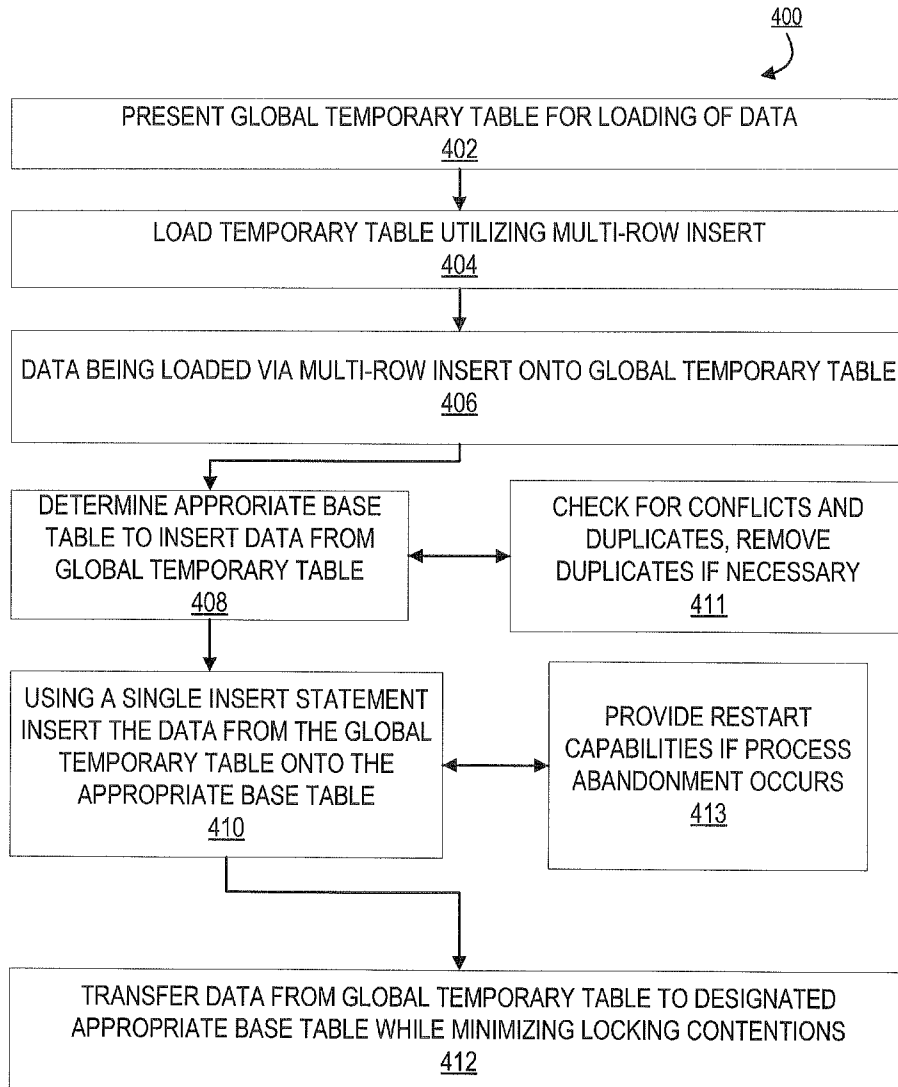 400
PRESENT GLOBAL TEMPORARY TABLE FOR LOADING OF DATA
402
LOAD TEMPORARY TABLE UTILIZING MULTI-ROW INSERT
404
DATA BEING LOADED VIA MULTI-ROW INSERT ONTO GLOBAL TEMPORARY TABLE
406
DETERMINE APPRORIATE BASE
TABLE TO INSERT DATA FROM
GLOBAL TEMPORARY TABLE
408
CHECK FOR CONFLICTS AND
DUPLICATES, REMOVE
DUPLICATES IF NECESSARY
411
USING A SINGLE INSERT STATEMENT
INSERT THE DATA FROM THE GLOBAL
TEMPORARY TABLE ONTO THE
APPROPRIATE BASE TABLE
410
PROVIDE RESTART
CAPABILITIES IF PROCESS
ABANDONMENT OCCURS
413
TRANSFER DATA FROM GLOBAL TEMPORARY TABLE TO DESIGNATED
APPROPRIATE BASE TABLE WHILE MINIMIZING LOCKING CONTENTIONS
412